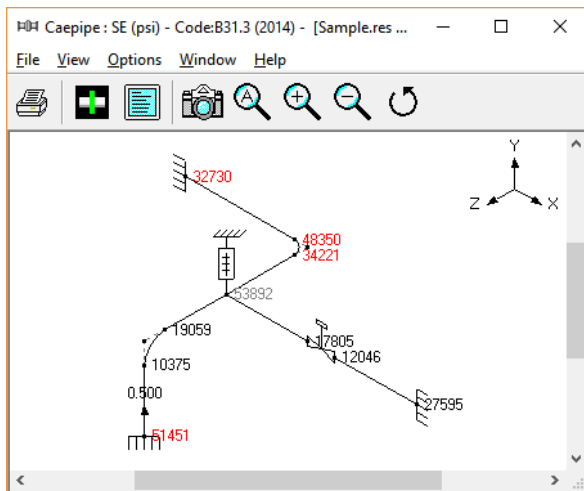 Caepipe : SE (psi) - Code:B31.3 (2014) - [Sample.res ...
File View Options Window Help
A
Y
Z X
32730
48350
34221
53892
19059
17805
12046
10375
0.500
27595
51451